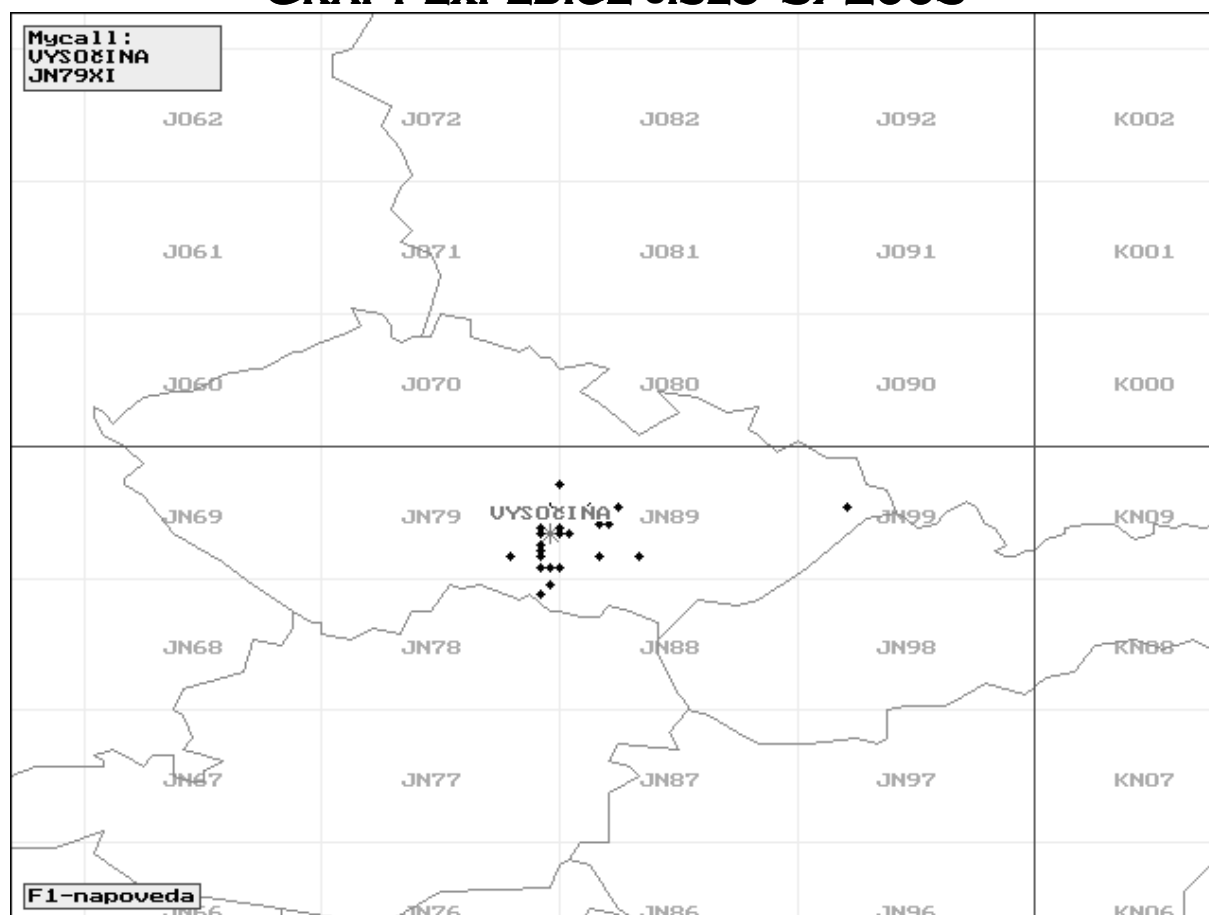 EXPEDICE
Mycall:
VYSOčINA
JN79XI
JO62 JO72 JO82 JO92 KO02
JO61 JO71 JO81 JO91 KO01
JO60 JO70 JO80 JO90 KO00
VYSOčINA
JN69 JN79 JN89 JN99 KN09
JN68 JN78 JN88 JN98 KN08
JN67 JN77 JN87 JN97 KN07
F1-napoveda
JN66 JN76 JN86 JN96 KN06